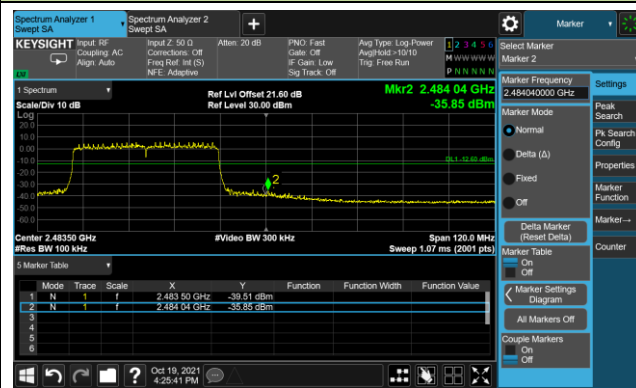 Spectrum Analyzer 1
Swept SA
Spectrum Analyzer 2
Swept SA
+
Marker
KEYSIGHT
Input: RF
Coupling: AC
Align: Auto
Input Z: 50 Ω
Corrections: Off
Freq Ref: Int (S)
NFE: Adaptive
Atten: 20 dB
PNO: Fast
Gate: Off
IF Gain: Low
Sig Track: Off
Avg Type: Log-Power
Avg|Hold:>10/10
Trig: Free Run
1 2 3 4 5 6
M W W W W W
P N N N N N
LXI
Select Marker
Marker 2
1 Spectrum
Scale/Div 10 dB
Ref Lvl Offset 21.60 dB
Ref Level 30.00 dBm
Mkr2 2.484 04 GHz
-35.85 dBm
Log
20.0
10.0
0.00
-10.0
-20.0
-30.0
-40.0
-50.0
-60.0
DL1 -12.60 dBm
2
Center 2.48350 GHz
#Res BW 100 kHz
#Video BW 300 kHz
Span 120.0 MHz
Sweep 1.07 ms (2001 pts)
5 Marker Table
Mode Trace Scale X Y Function Function Width Function Value
1 N 1 f 2.483 50 GHz -39.51 dBm
2 N 1 f 2.484 04 GHz -35.85 dBm
3
4
5
6
Marker Frequency
2.484040000 GHz
Marker Mode
Normal
Delta (Δ)
Fixed
Off
Delta Marker
(Reset Delta)
Marker Table
On
Off
Marker Settings
Diagram
All Markers Off
Couple Markers
On
Off
Settings
Peak
Search
Pk Search
Config
Properties
Marker
Function
Marker→
Counter
?
Oct 19, 2021
4:25:41 PM